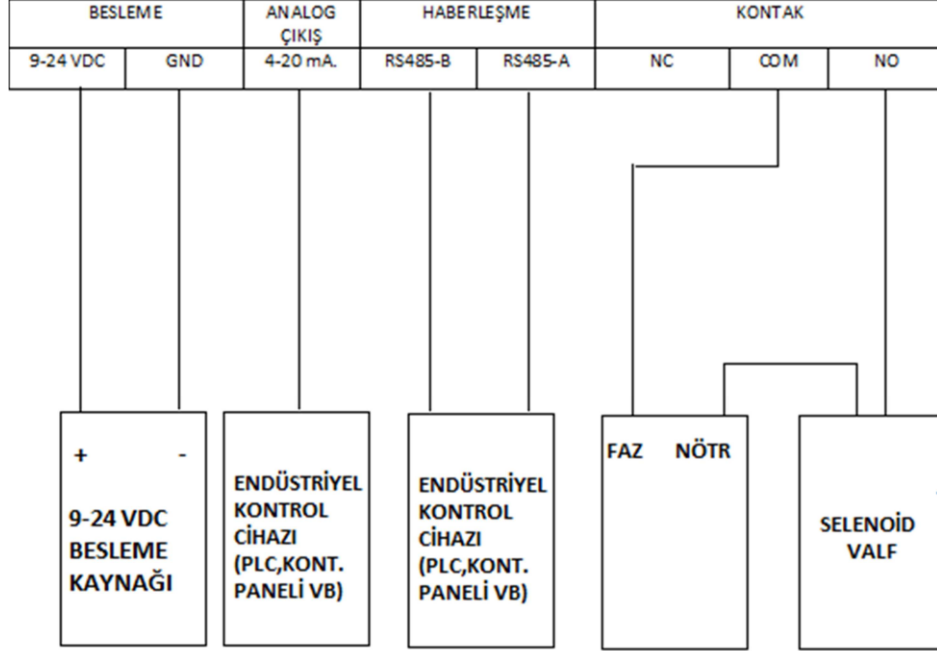 BESLEME
ANALOG
ÇIKIŞ
HABERLEŞME
KONTAK
9-24 VDC
GND
4-20 mA.
RS485-B
RS485-A
NC
COM
NO
+ -
9-24 VDC
BESLEME
KAYNAĞI
ENDÜSTRİYEL
KONTROL
CİHAZI
(PLC,KONT.
PANELİ VB)
ENDÜSTRİYEL
KONTROL
CİHAZI
(PLC,KONT.
PANELİ VB)
FAZ NÖTR
SELENOİD
VALF